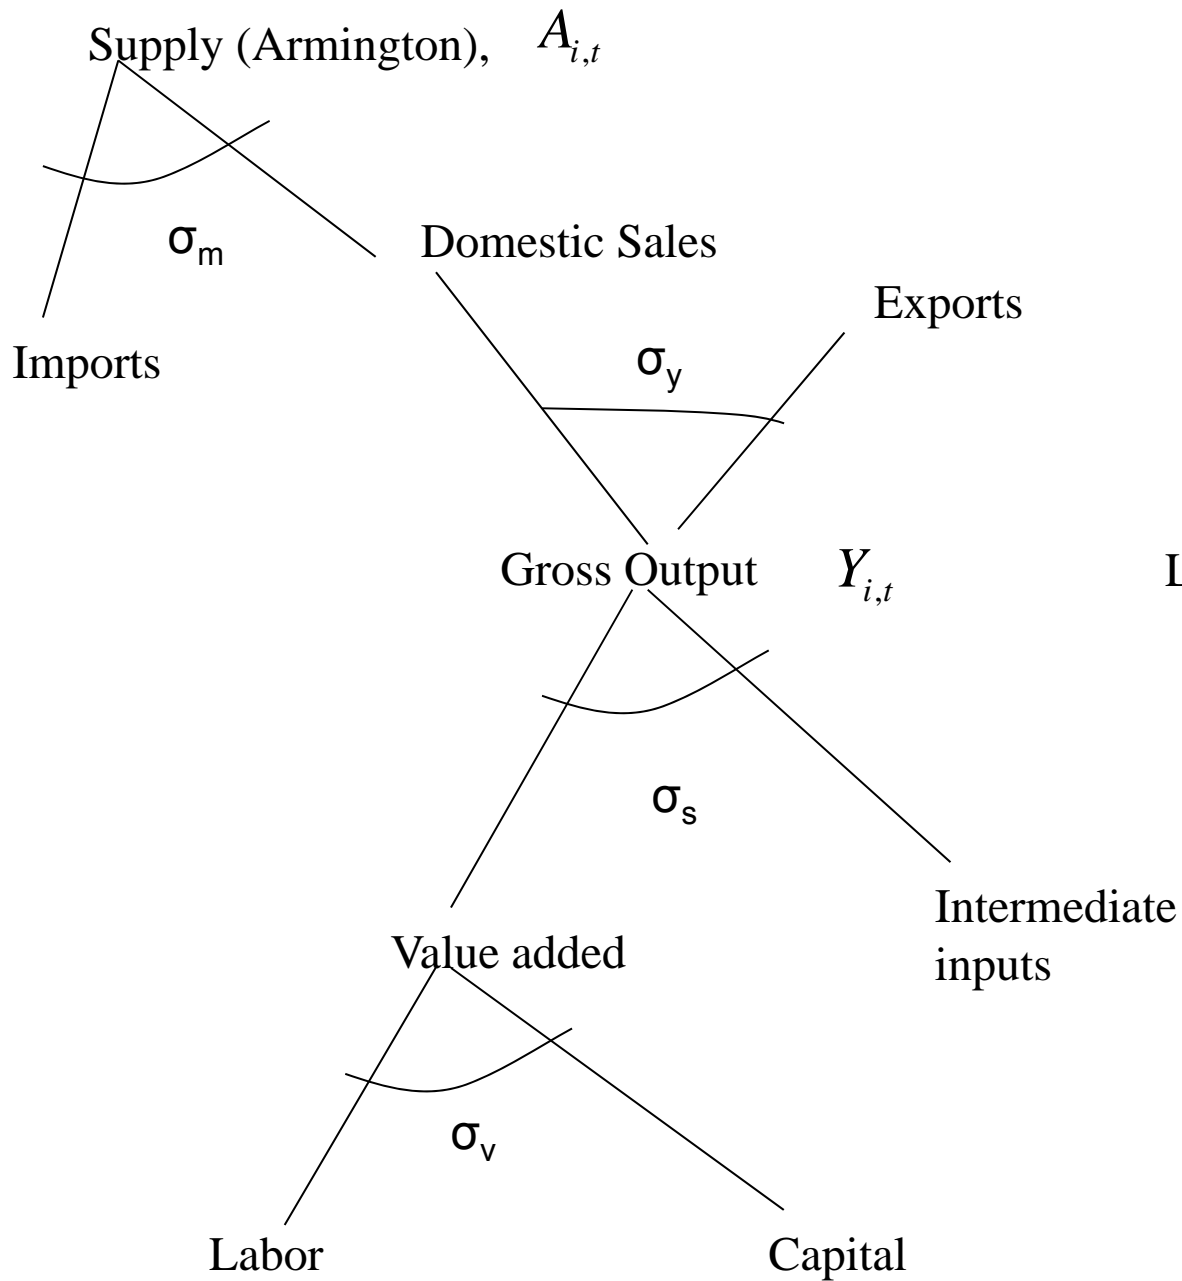 Supply (Armington), A_{i,t}
σ_m
Domestic Sales
Exports
Imports
σ_y
Gross Output Y_{i,t} L
σ_s
Intermediate
inputs
Value added
σ_v
Labor Capital